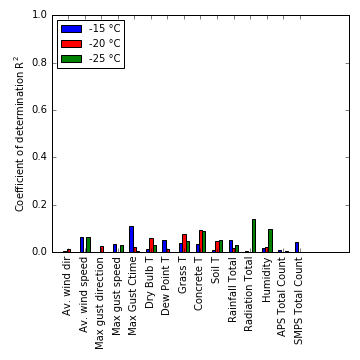 Coefficient of determination R²
1.0
0.8
0.6
0.4
0.2
0.0
-15 °C
-20 °C
-25 °C
Av. wind dir
Av. wind speed
Max gust direction
Max gust speed
Max Gust Ctime
Dry Bulb T
Dew Point T
Grass T
Concrete T
Soil T
Rainfall Total
Radiation Total
Humidity
APS Total Count
SMPS Total Count